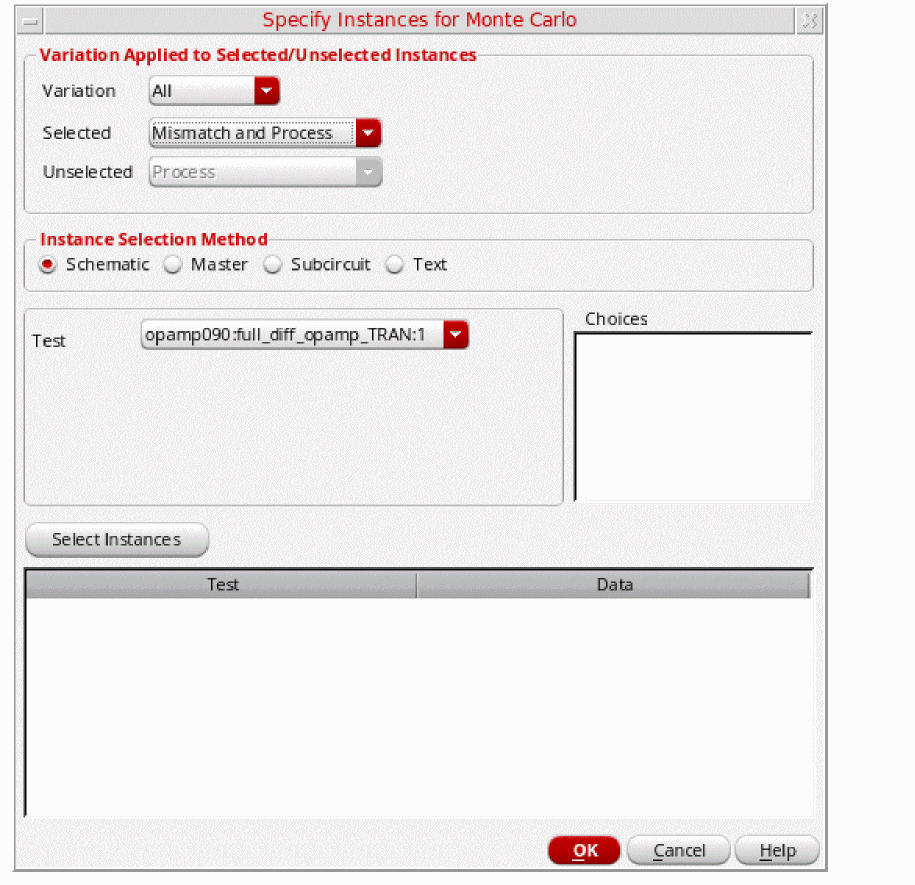 Specify Instances for Monte Carlo
Variation Applied to Selected/Unselected Instances
Variation All
Selected Mismatch and Process
Unselected Process
Instance Selection Method
Schematic Master Subcircuit Text
Choices
Test opamp090:full_diff_opamp_TRAN:1
Select Instances
Test Data
OK Cancel Help